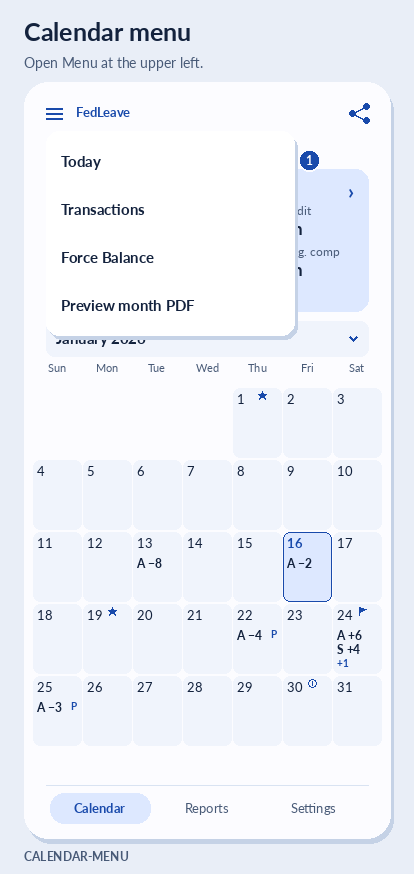 Calendar menu
Open Menu at the upper left.
FedLeave
1
Today
Transactions
Force Balance
Preview month PDF
›
dit
g. comp
January 2026
Sun Mon Tue Wed Thu Fri Sat
1 2 3
4 5 6 7 8 9 10
11 12 13 14 15 16 17
A –8 A –2
18 19 20 21 22 23 24
A –4 P A +6
S +4
+1
25 26 27 28 29 30 31
A –3 P
Calendar Reports Settings
CALENDAR-MENU